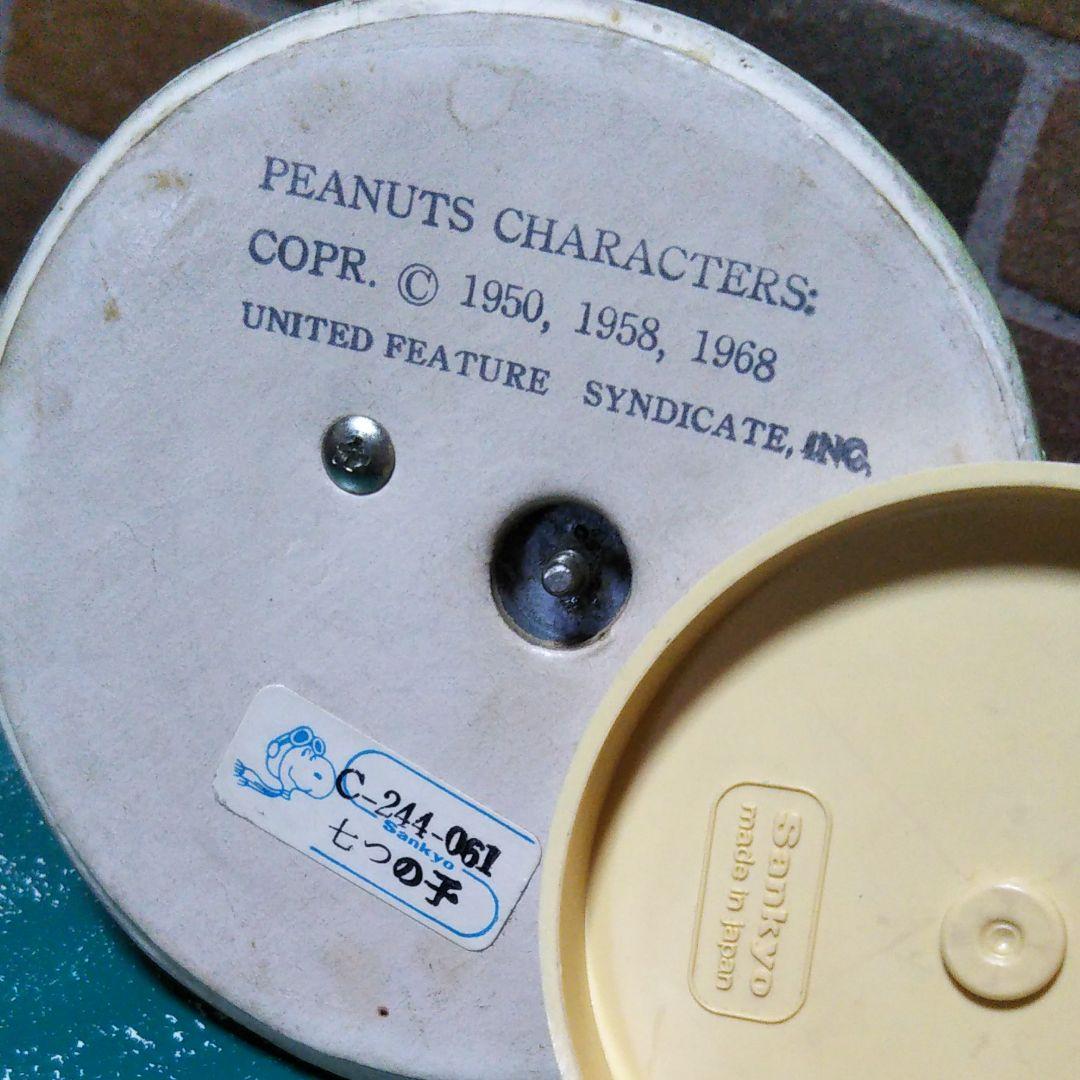 PEANUTS CHARACTERS:
COPR. © 1950, 1958, 1968
UNITED FEATURE SYNDICATE, INC,
C-244-061
Sankyo
七つの子
Sankyo
made in japan